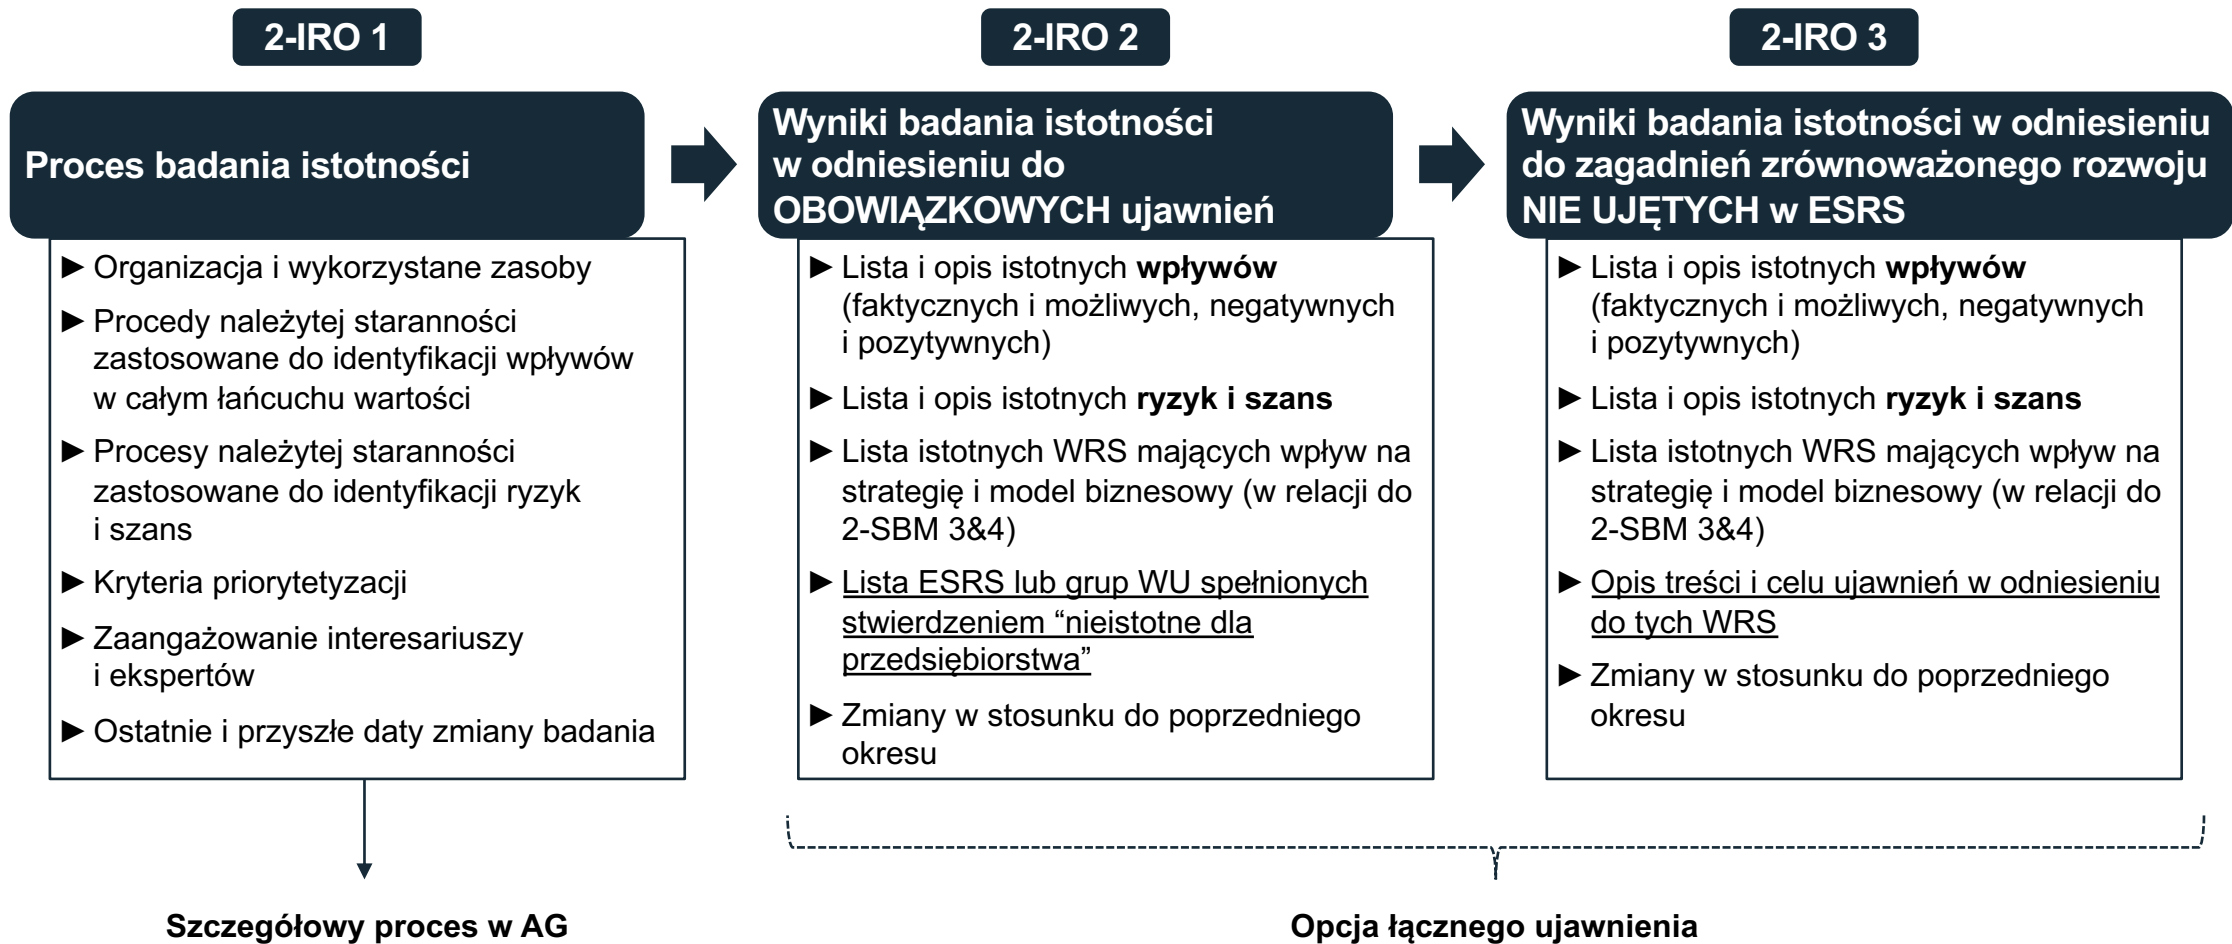 2-IRO 1
Proces badania istotności
► Organizacja i wykorzystane zasoby
► Procedy należytej staranności
zastosowane do identyfikacji wpływów
w całym łańcuchu wartości
► Procesy należytej staranności
zastosowane do identyfikacji ryzyk
i szans
► Kryteria priorytetyzacji
► Zaangażowanie interesariuszy
i ekspertów
► Ostatnie i przyszłe daty zmiany badania
Szczegółowy proces w AG
2-IRO 2
Wyniki badania istotności
w odniesieniu do
OBOWIĄZKOWYCH ujawnień
► Lista i opis istotnych wpływów
(faktycznych i możliwych, negatywnych
i pozytywnych)
► Lista i opis istotnych ryzyk i szans
► Lista istotnych WRS mających wpływ na
strategię i model biznesowy (w relacji do
2-SBM 3&4)
► Lista ESRS lub grup WU spełnionych
stwierdzeniem “nieistotne dla
przedsiębiorstwa”
► Zmiany w stosunku do poprzedniego
okresu
2-IRO 3
Wyniki badania istotności w odniesieniu
do zagadnień zrównoważonego rozwoju
NIE UJĘTYCH w ESRS
► Lista i opis istotnych wpływów
(faktycznych i możliwych, negatywnych
i pozytywnych)
► Lista i opis istotnych ryzyk i szans
► Lista istotnych WRS mających wpływ na
strategię i model biznesowy (w relacji do
2-SBM 3&4)
► Opis treści i celu ujawnień w odniesieniu
do tych WRS
► Zmiany w stosunku do poprzedniego
okresu
Opcja łącznego ujawnienia